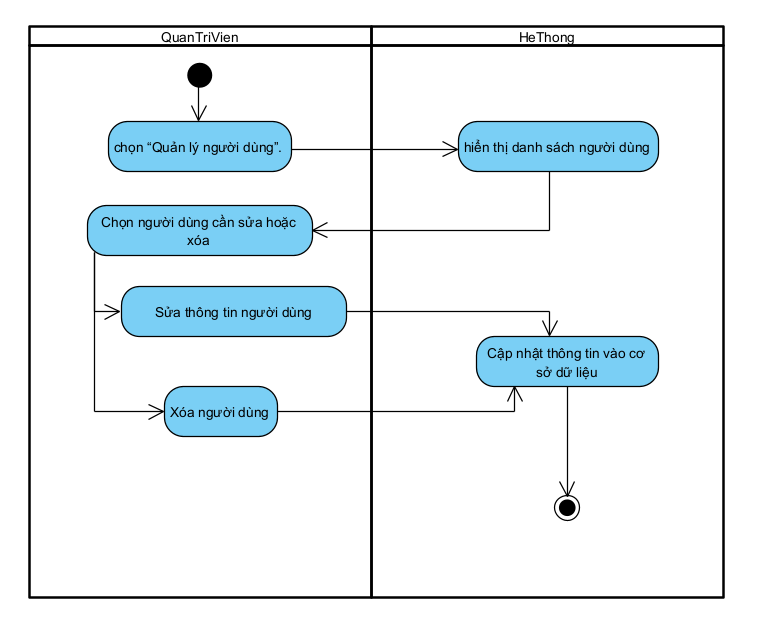 QuanTriVien
HeThong
chọn “Quản lý người dùng”.
hiển thị danh sách người dùng
Chọn người dùng cần sửa hoặc
xóa
Sửa thông tin người dùng
Cập nhật thông tin vào cơ
sở dữ liệu
Xóa người dùng